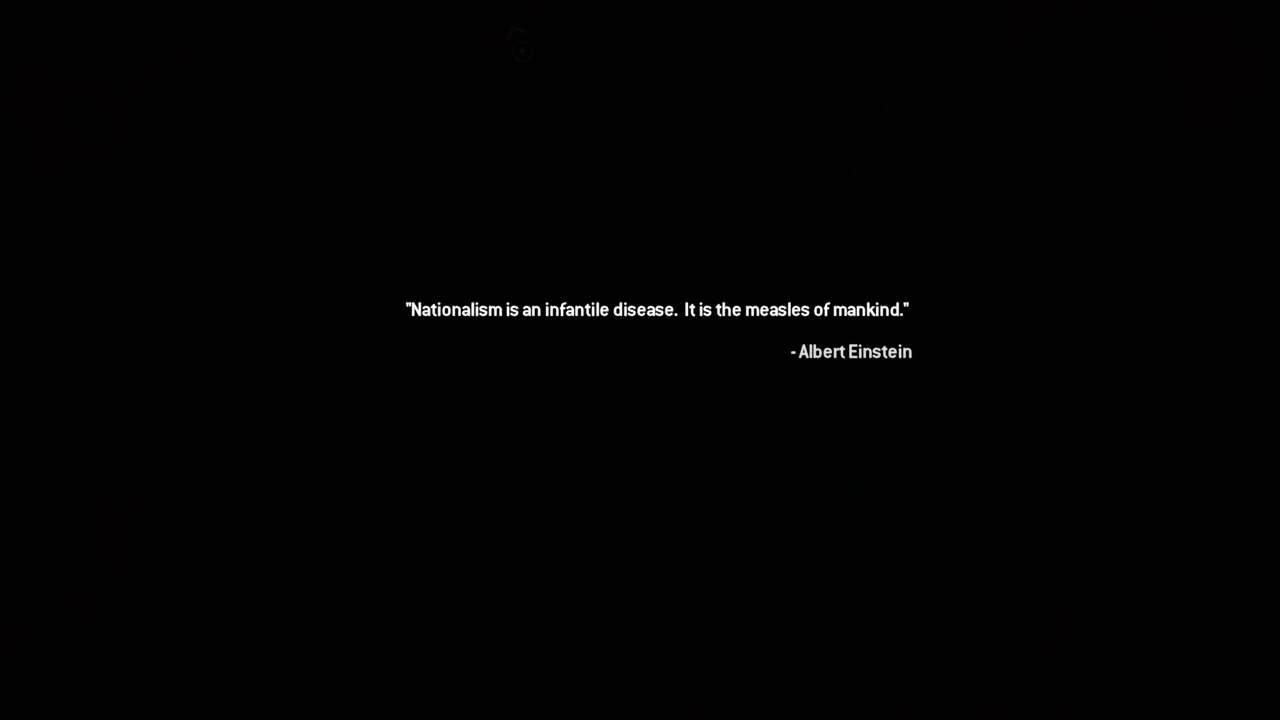 "Nationalism is an infantile disease.  It is the measles of mankind."
- Albert Einstein